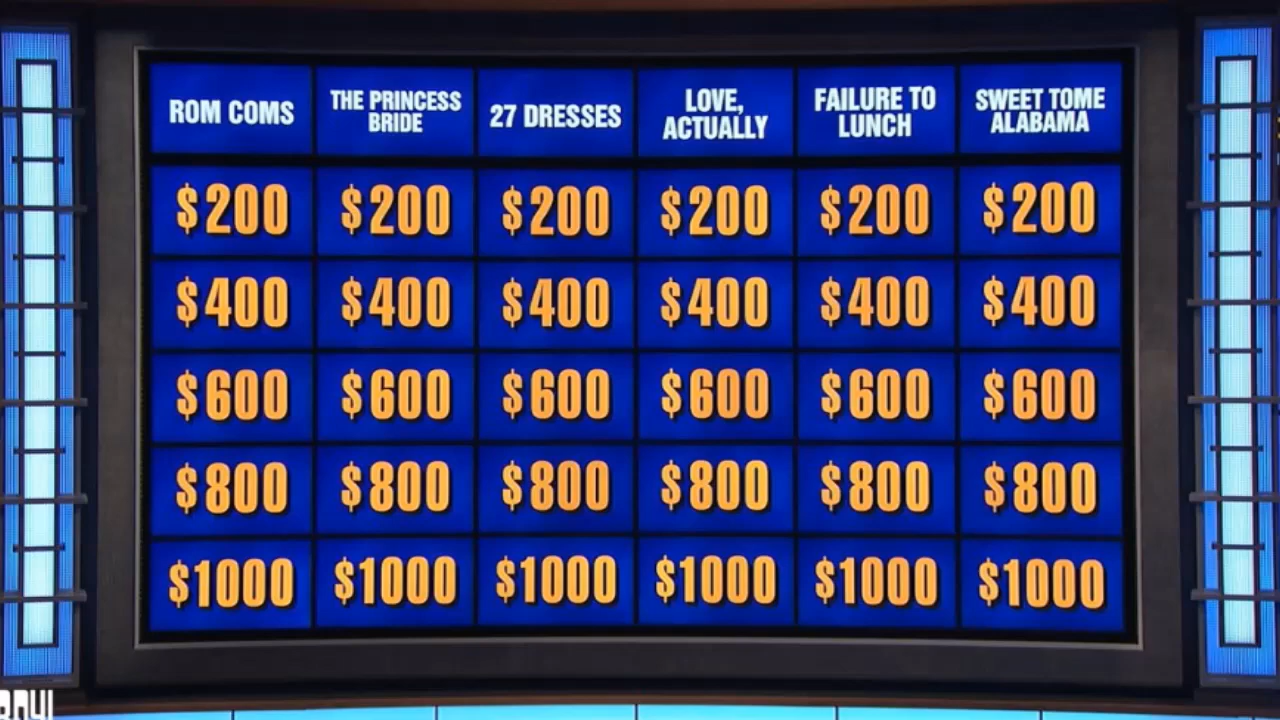 ROM COMS
THE PRINCESS
BRIDE
27 DRESSES
LOVE,
ACTUALLY
FAILURE TO
LUNCH
SWEET TOME
ALABAMA
$200 $200 $200 $200 $200 $200
$400 $400 $400 $400 $400 $400
$600 $600 $600 $600 $600 $600
$800 $800 $800 $800 $800 $800
$1000 $1000 $1000 $1000 $1000 $1000